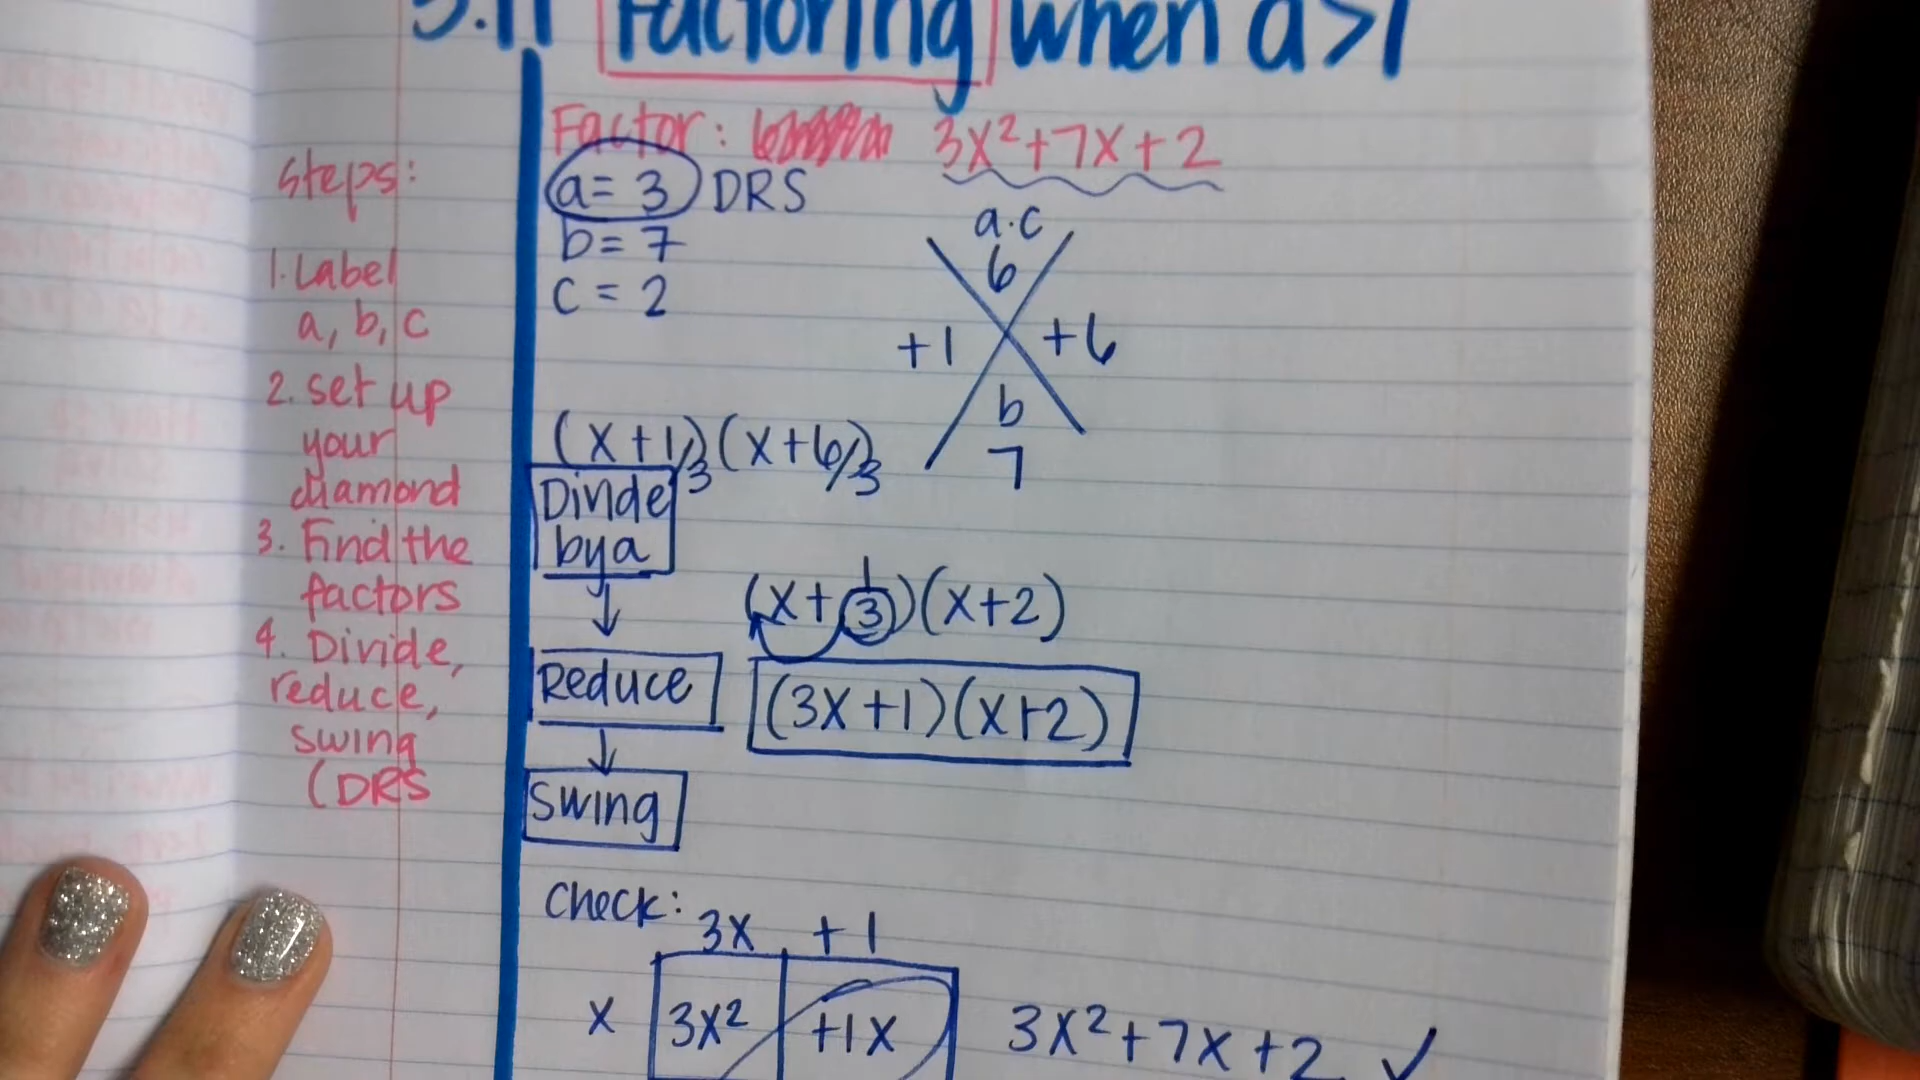 5.11 Factoring when a>1
Steps:
1. Label
a, b, c
2. set up
your
diamond
3. Find the
factors
4. Divide,
reduce,
swing
(DRS
Factor: 3x²+7x+2
a= 3 DRS
b= 7
c = 2
a·c
6
+1 +6
b
7
(x+1/3)(x+6/3)
Divide
by a
↓
(x+1/3)(x+2)
Reduce
(3x+1)(x+2)
↓
Swing
Check:
3x +1
x 3x² +1x 3x²+7x+2 ✓